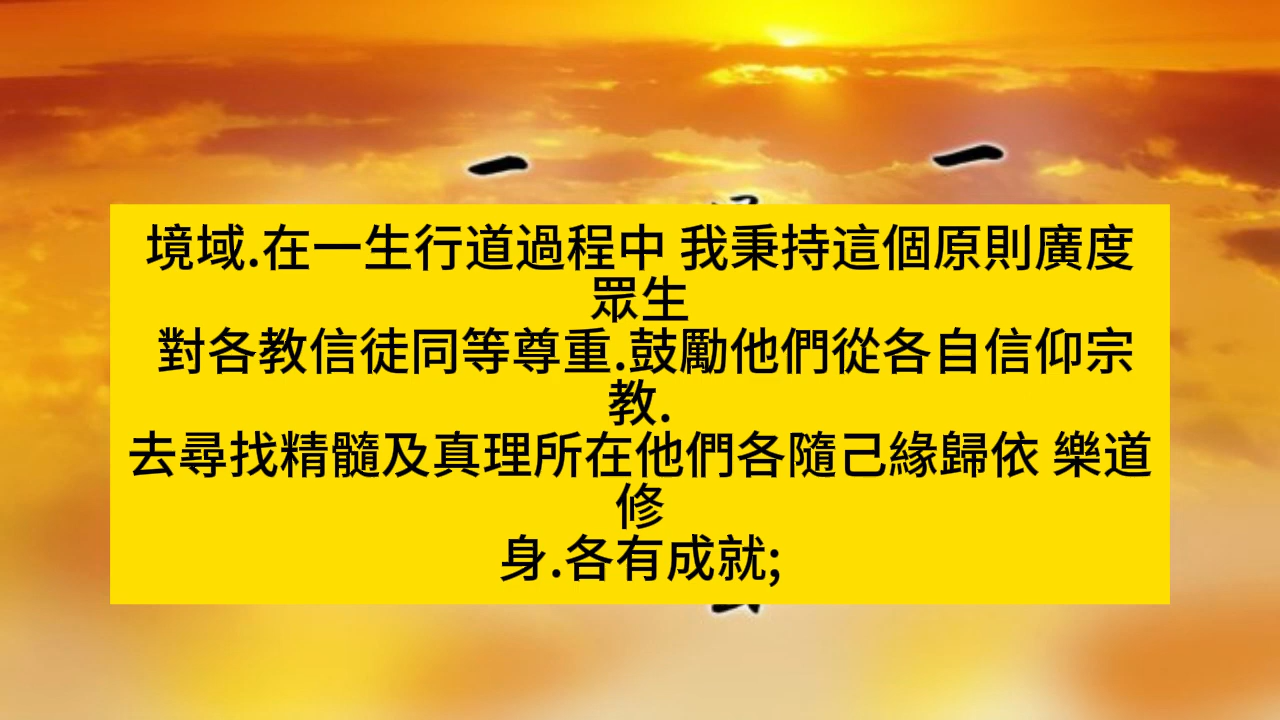 一 一
境域.在一生行道過程中 我秉持這個原則廣度
眾生
對各教信徒同等尊重.鼓勵他們從各自信仰宗
教.
去尋找精髓及真理所在他們各隨己緣歸依 樂道
修
身.各有成就;